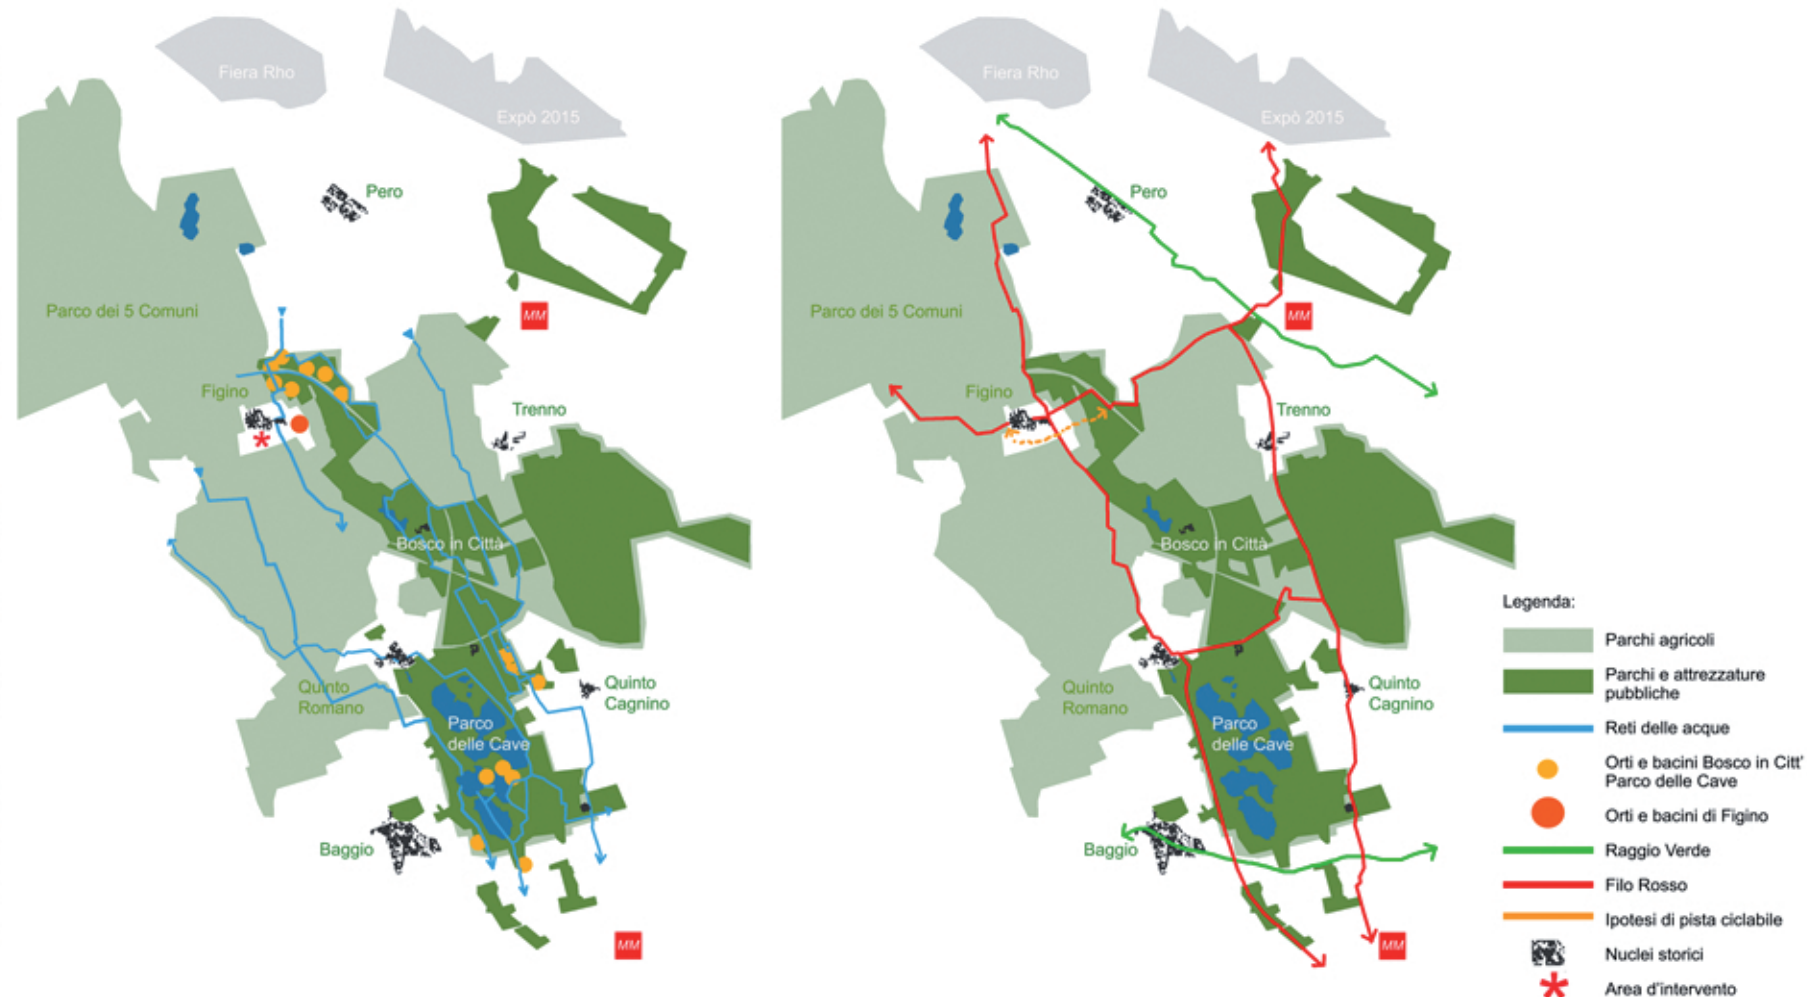 Fiera Rho
Expò 2015
Pero
Parco dei 5 Comuni
MM
Figino
Trenno
Bosco in Città
Quinto
Romano
Quinto
Cagnino
Parco
delle Cave
Baggio
MM
Fiera Rho
Expò 2015
Pero
Parco dei 5 Comuni
MM
Figino
Trenno
Bosco in Città
Quinto
Romano
Quinto
Cagnino
Parco
delle Cave
Baggio
MM
Legenda:
Parchi agricoli
Parchi e attrezzature
pubbliche
Reti delle acque
Orti e bacini Bosco in Citt'
Parco delle Cave
Orti e bacini di Figino
Raggio Verde
Filo Rosso
Ipotesi di pista ciclabile
Nuclei storici
Area d'intervento